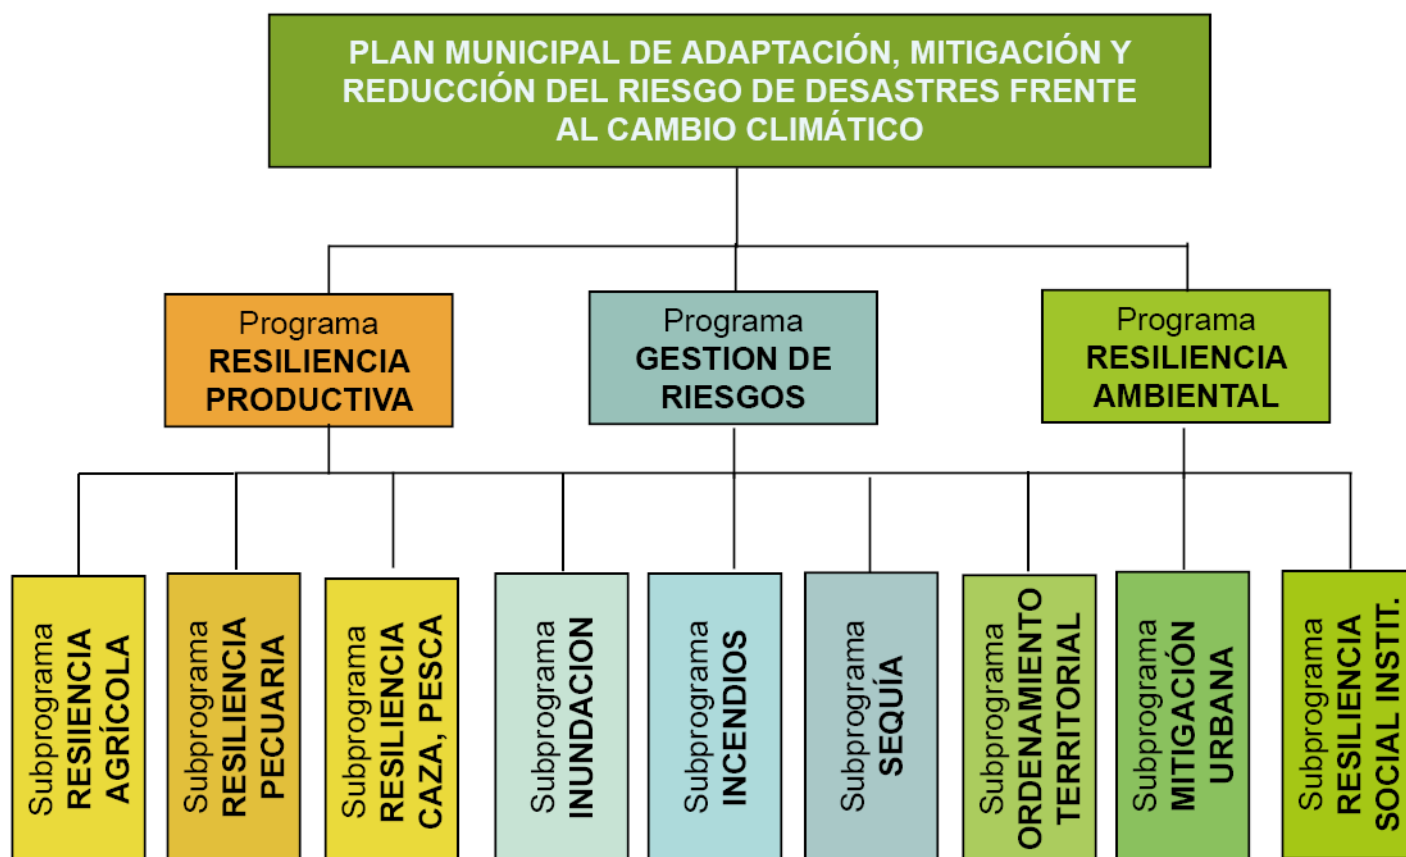 PLAN MUNICIPAL DE ADAPTACIÓN, MITIGACIÓN Y
REDUCCIÓN DEL RIESGO DE DESASTRES FRENTE
AL CAMBIO CLIMÁTICO
Programa
RESILIENCIA
PRODUCTIVA
Programa
GESTION DE
RIESGOS
Programa
RESILIENCIA
AMBIENTAL
Subprograma
RESIIENCIA
AGRÍCOLA
Subprograma
RESILIENCIA
PECUARIA
Subprograma
RESILIENCIA
CAZA, PESCA
Subprograma
INUNDACION
Subprograma
INCENDIOS
Subprograma
SEQUÍA
Subprograma
ORDENAMIENTO
TERRITORIAL
Subprograma
MITIGACIÓN
URBANA
Subprograma
RESILIENCIA
SOCIAL INSTIT.